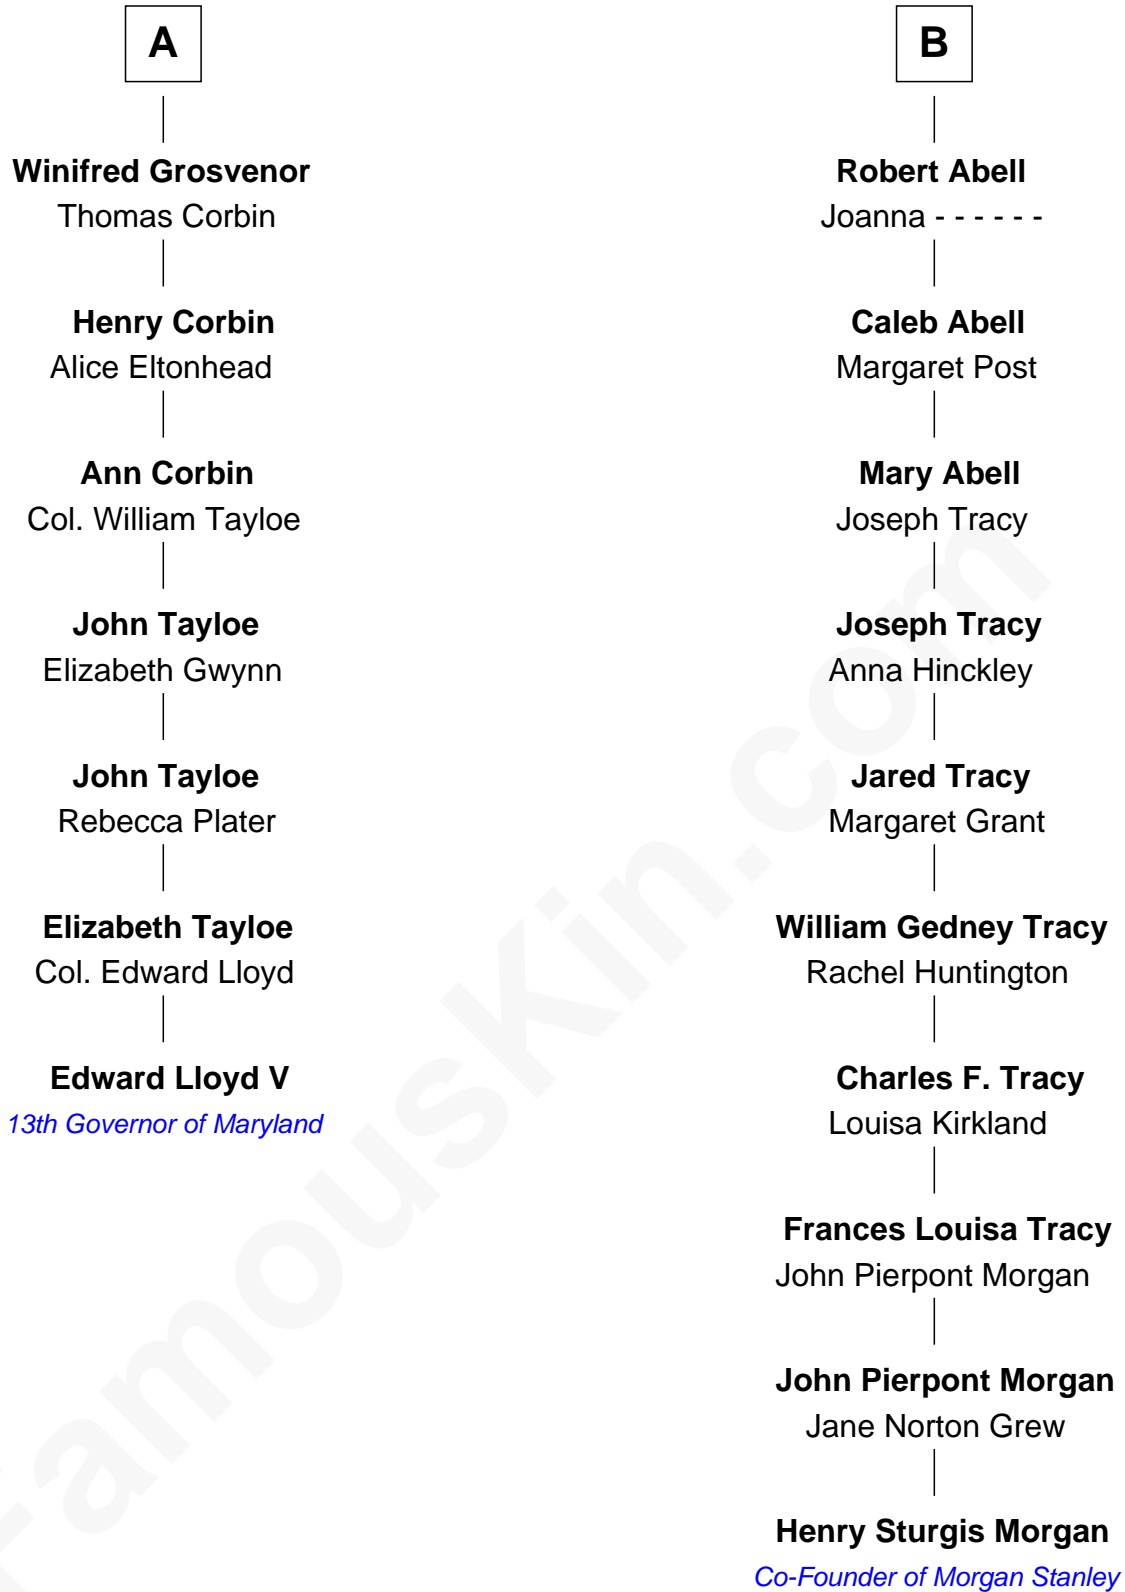 A
Winifred Grosvenor
Thomas Corbin
Henry Corbin
Alice Eltonhead
Ann Corbin
Col. William Tayloe
John Tayloe
Elizabeth Gwynn
John Tayloe
Rebecca Plater
Elizabeth Tayloe
Col. Edward Lloyd
Edward Lloyd V
13th Governor of Maryland
B
Robert Abell
Joanna - - - - - -
Caleb Abell
Margaret Post
Mary Abell
Joseph Tracy
Joseph Tracy
Anna Hinckley
Jared Tracy
Margaret Grant
William Gedney Tracy
Rachel Huntington
Charles F. Tracy
Louisa Kirkland
Frances Louisa Tracy
John Pierpont Morgan
John Pierpont Morgan
Jane Norton Grew
Henry Sturgis Morgan
Co-Founder of Morgan Stanley
FamousKin.com